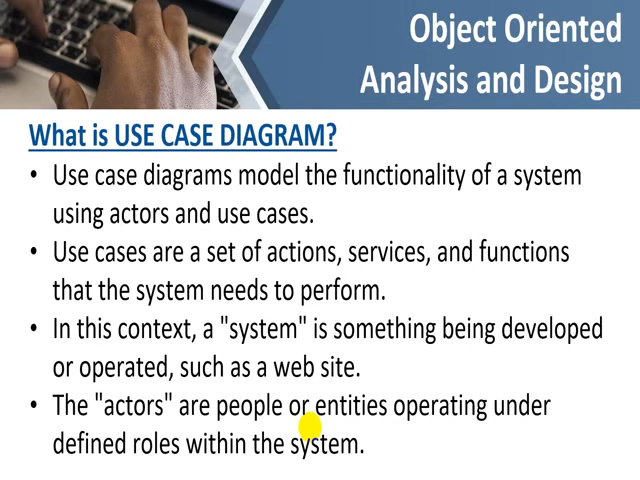 Object Oriented
Analysis and Design
What is USE CASE DIAGRAM?
• Use case diagrams model the functionality of a system
using actors and use cases.
• Use cases are a set of actions, services, and functions
that the system needs to perform.
• In this context, a "system" is something being developed
or operated, such as a web site.
• The "actors" are people or entities operating under
defined roles within the system.